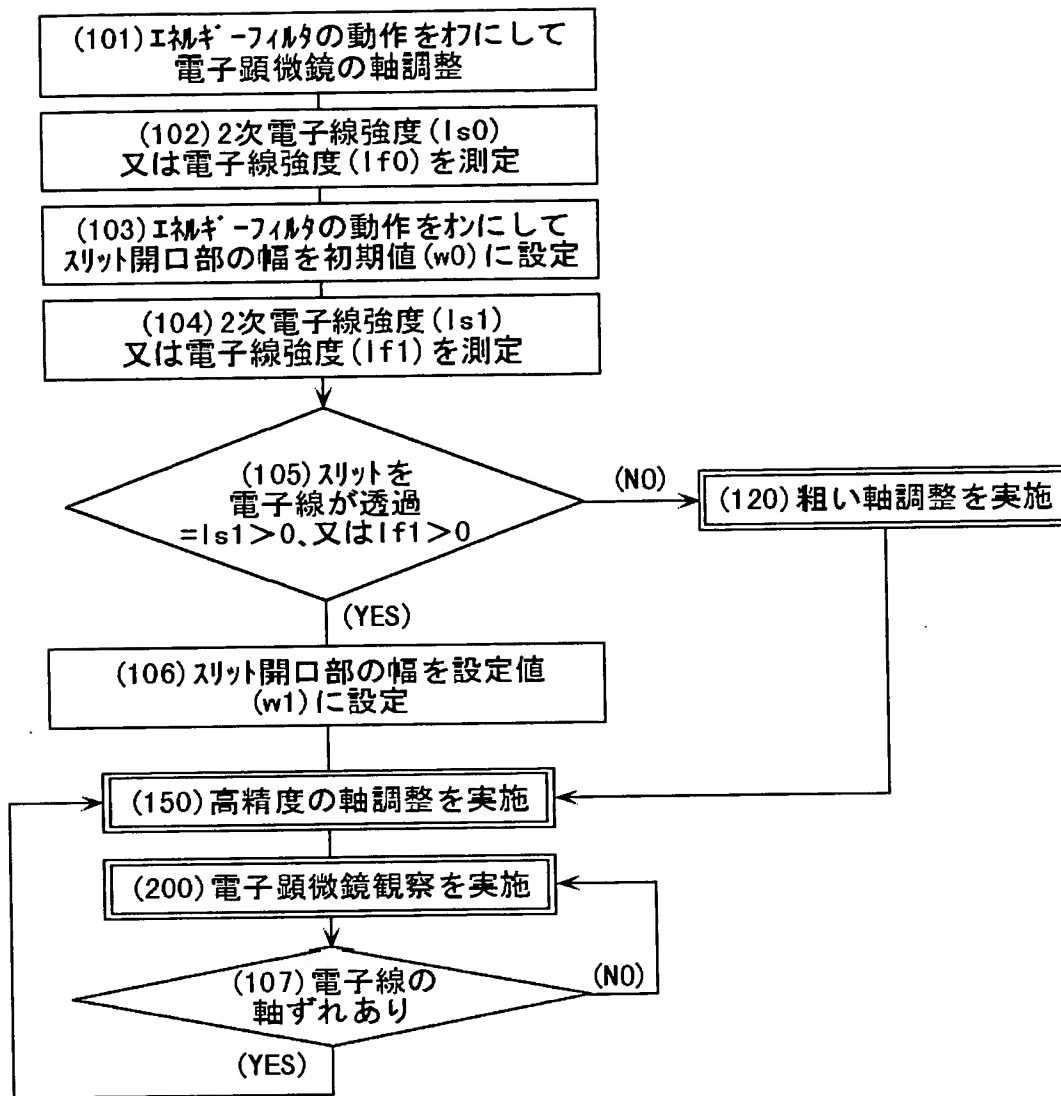 (101)ｴﾈﾙｷﾞｰﾌｨﾙﾀの動作をｵﾌにして
電子顕微鏡の軸調整
(102)2次電子線強度(Is0)
又は電子線強度(If0)を測定
(103)ｴﾈﾙｷﾞｰﾌｨﾙﾀの動作をｵﾝにして
ｽﾘｯﾄ開口部の幅を初期値(w0)に設定
(104)2次電子線強度(Is1)
又は電子線強度(If1)を測定
(105)ｽﾘｯﾄを
電子線が透過
=Is1＞0、又はIf1＞0
(NO)
(120)粗い軸調整を実施
(YES)
(106)ｽﾘｯﾄ開口部の幅を設定値
(w1)に設定
(150)高精度の軸調整を実施
(200)電子顕微鏡観察を実施
(107)電子線の
軸ずれあり
(NO)
(YES)